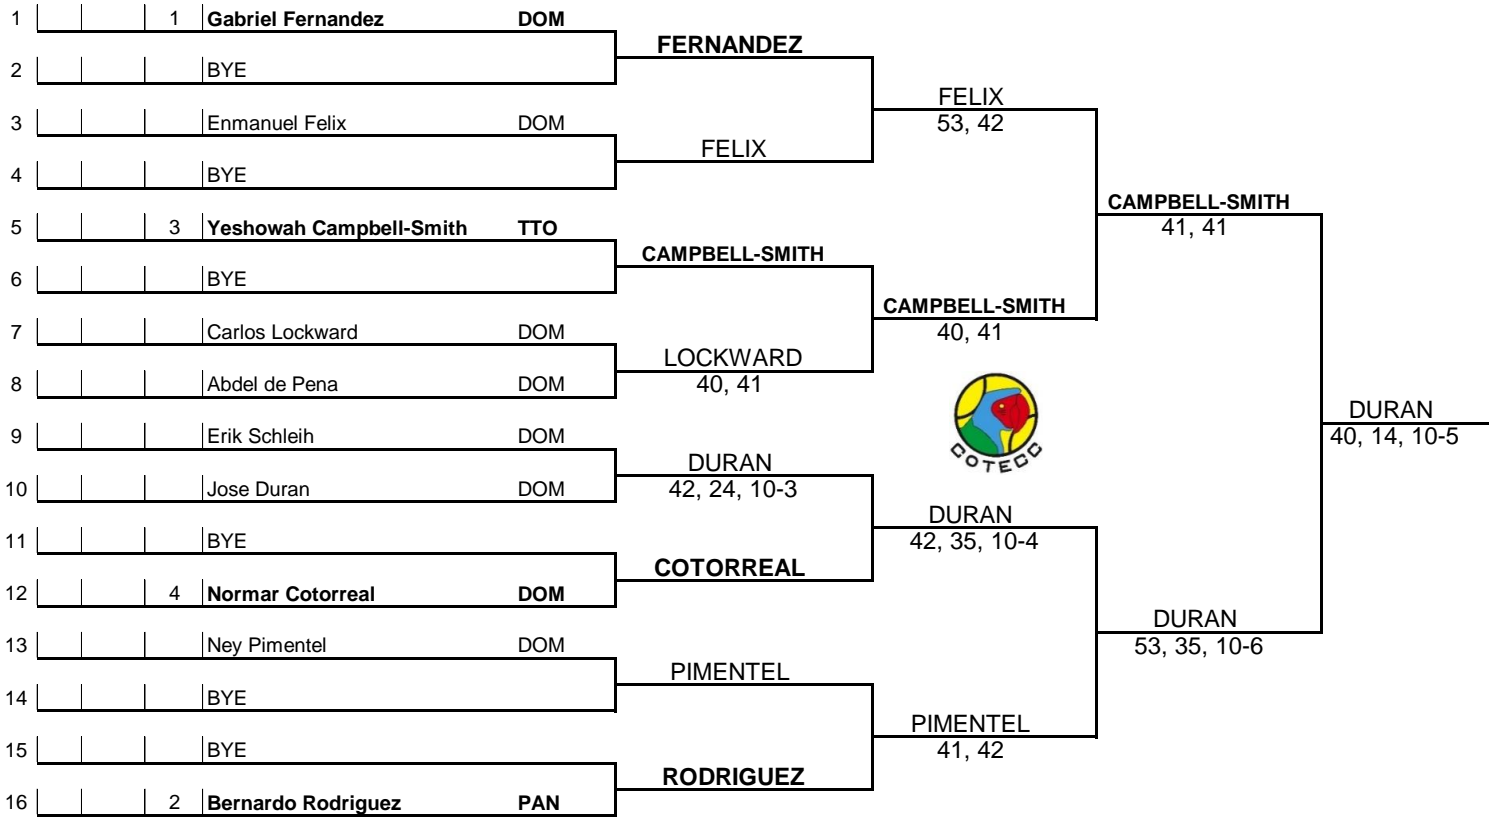 1 1 Gabriel Fernandez DOM
FERNANDEZ
2 BYE
FELIX
3 Enmanuel Felix DOM
53, 42
FELIX
4 BYE
CAMPBELL-SMITH
5 3 Yeshowah Campbell-Smith TTO
41, 41
CAMPBELL-SMITH
6 BYE
CAMPBELL-SMITH
7 Carlos Lockward DOM
40, 41
LOCKWARD
8 Abdel de Pena DOM
40, 41
DURAN
9 Erik Schleih DOM
40, 14, 10-5
COTECC
DURAN
10 Jose Duran DOM
42, 24, 10-3
DURAN
11 BYE
42, 35, 10-4
COTORREAL
12 4 Normar Cotorreal DOM
DURAN
13 Ney Pimentel DOM
53, 35, 10-6
PIMENTEL
14 BYE
PIMENTEL
15 BYE
41, 42
RODRIGUEZ
16 2 Bernardo Rodriguez PAN